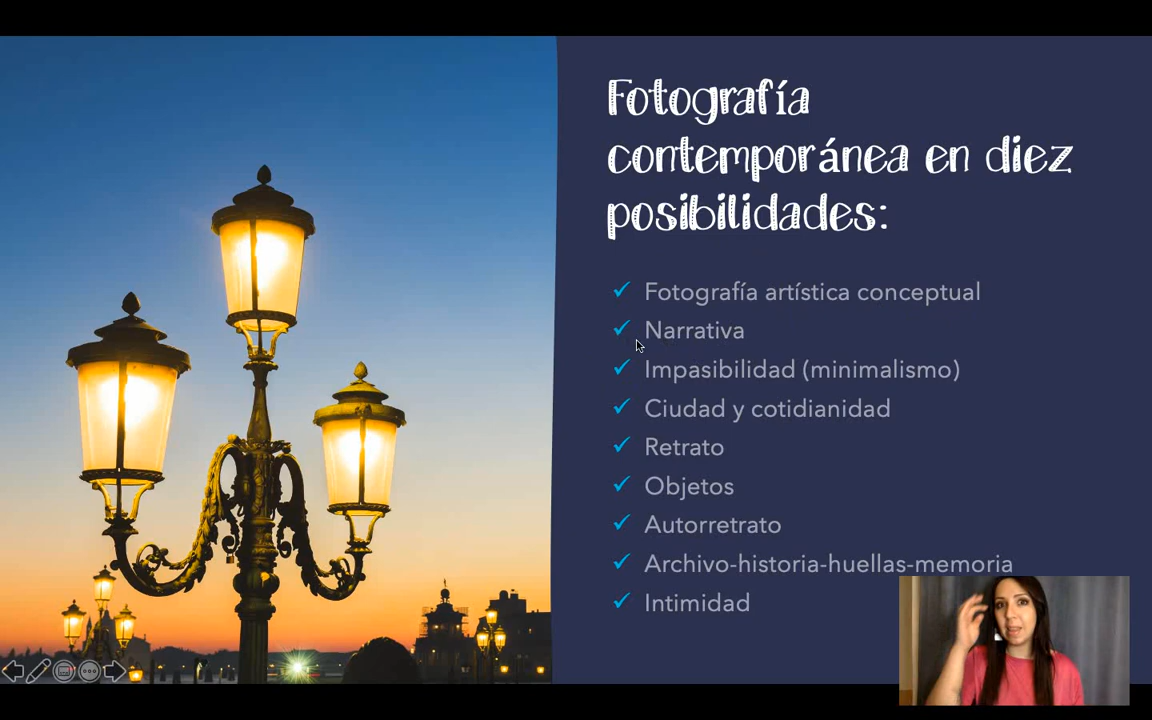 Fotografía
contemporánea en diez
posibilidades:
Fotografía artística conceptual
Narrativa
Impasibilidad (minimalismo)
Ciudad y cotidianidad
Retrato
Objetos
Autorretrato
Archivo-historia-huellas-memoria
Intimidad